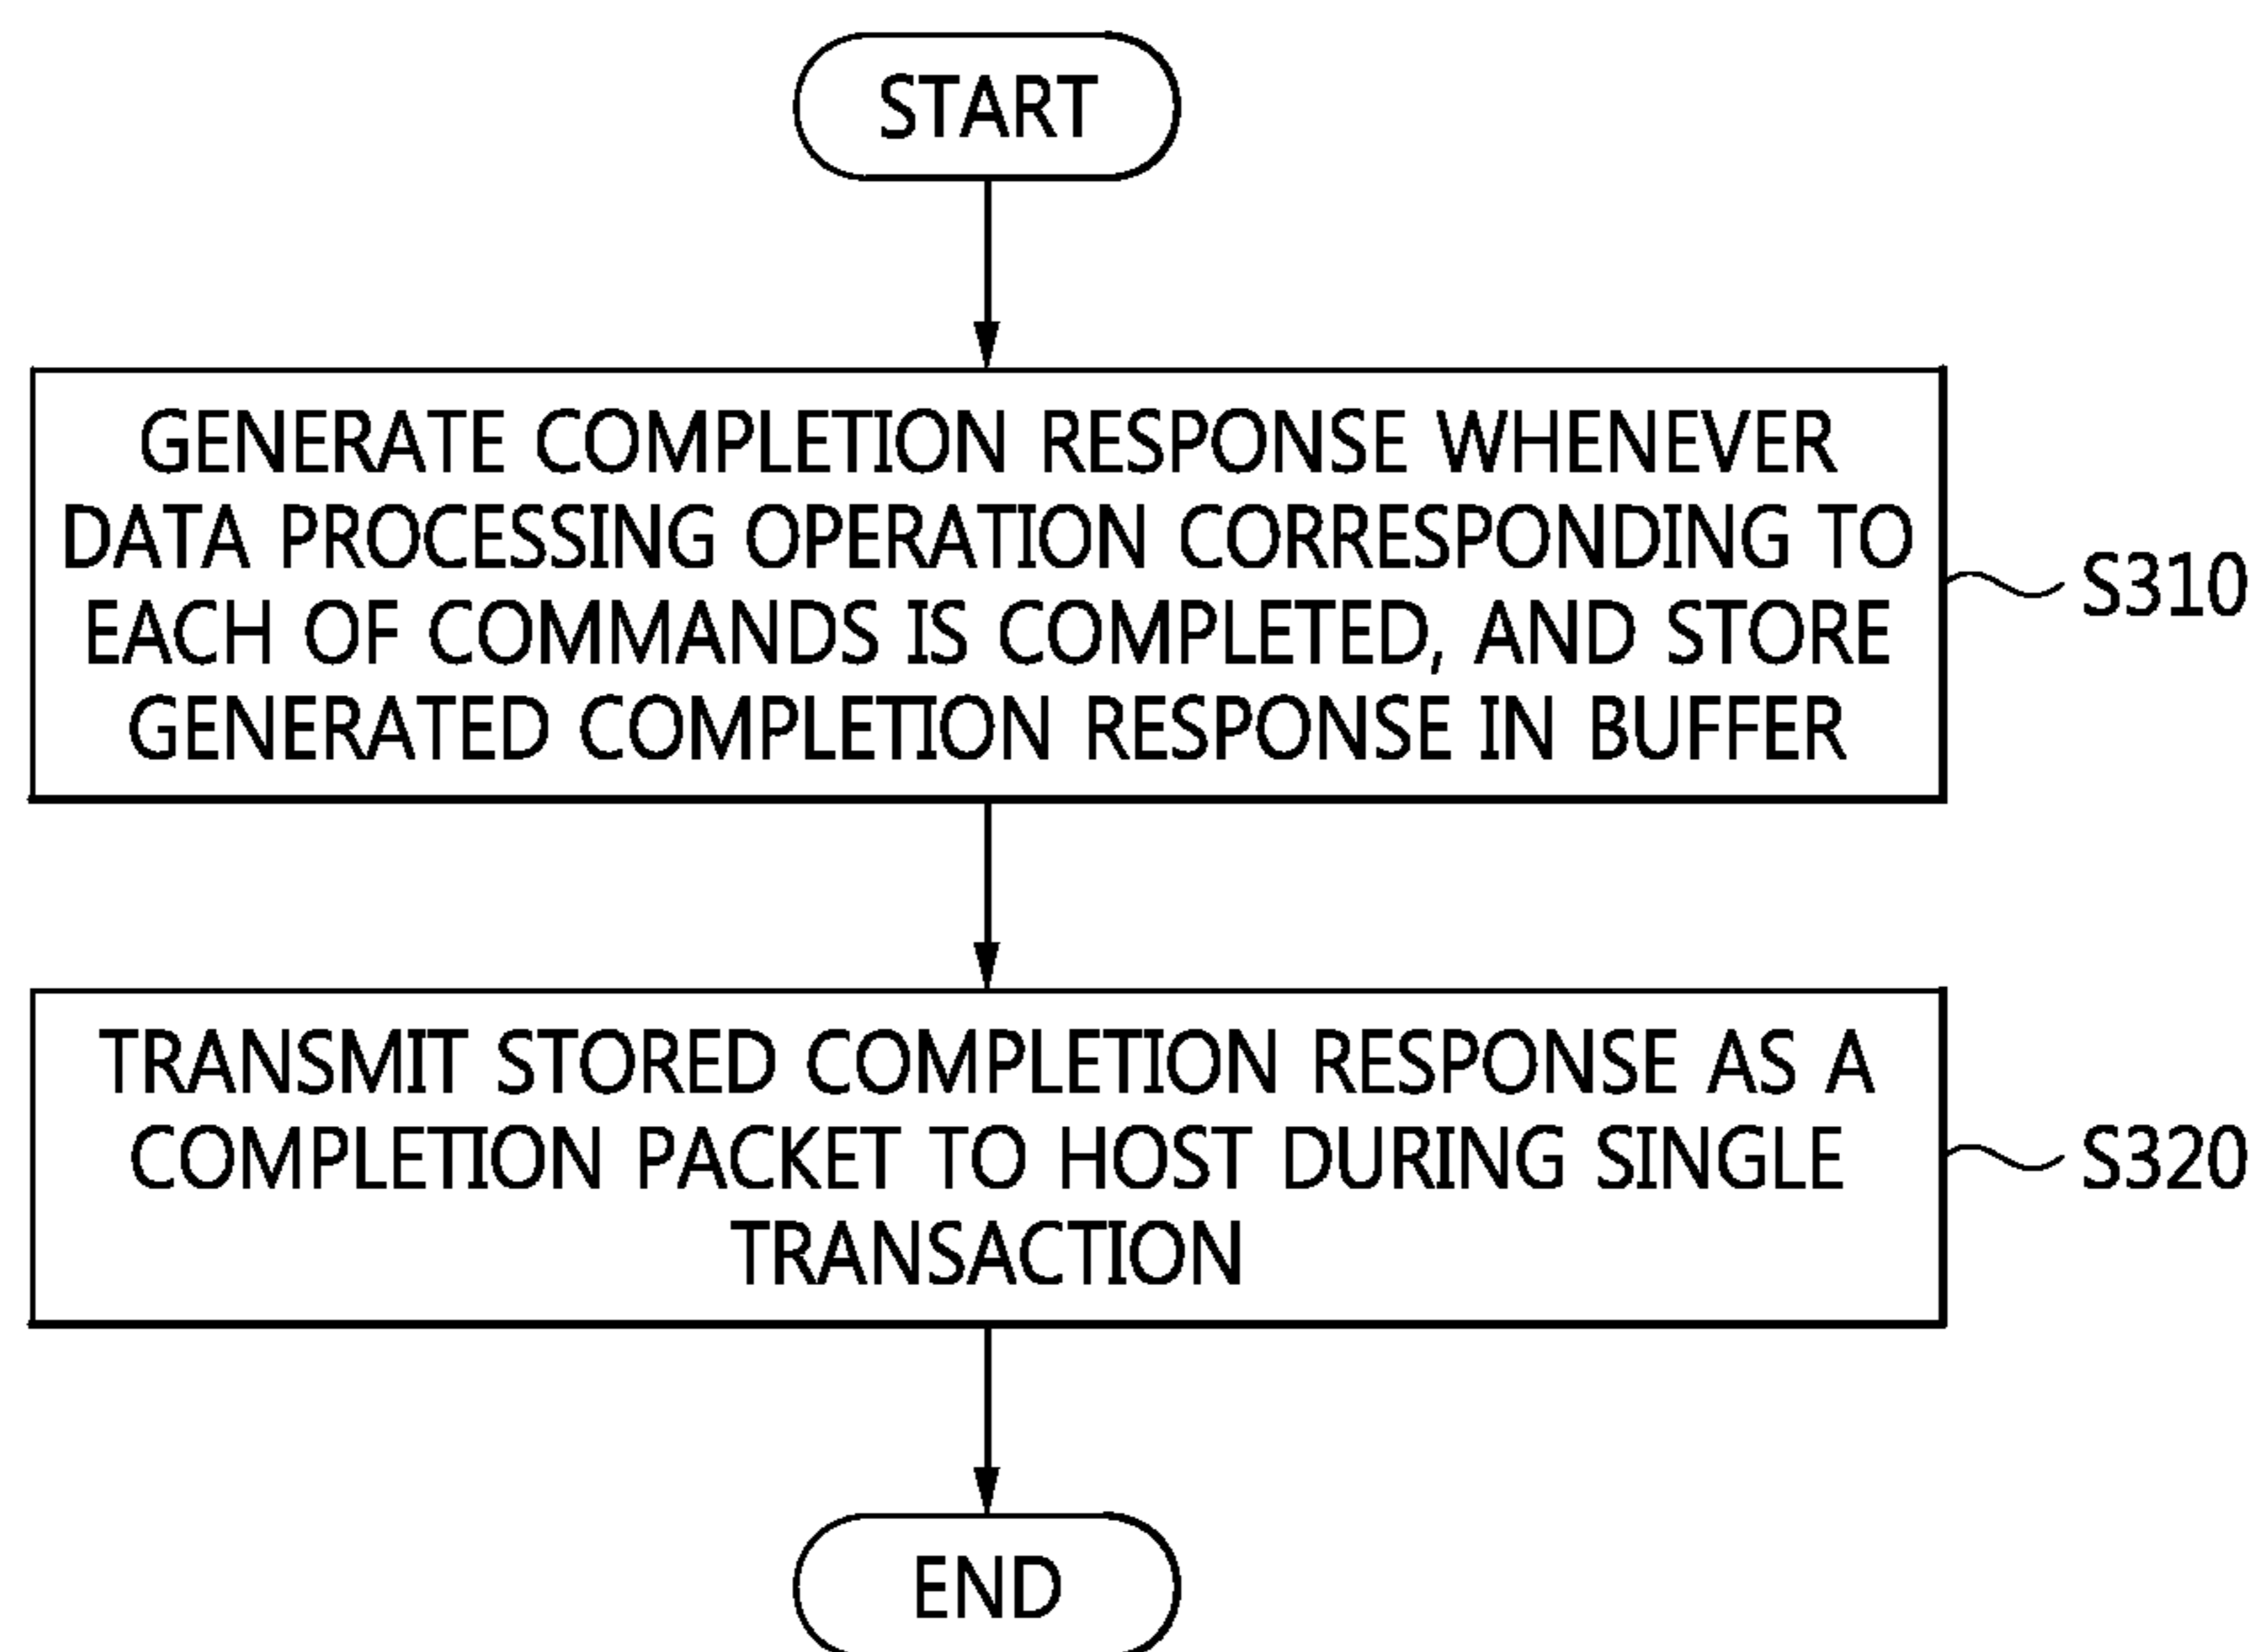 START
GENERATE COMPLETION RESPONSE WHENEVER
DATA PROCESSING OPERATION CORRESPONDING TO
EACH OF COMMANDS IS COMPLETED, AND STORE
GENERATED COMPLETION RESPONSE IN BUFFER
S310
TRANSMIT STORED COMPLETION RESPONSE AS A
COMPLETION PACKET TO HOST DURING SINGLE
TRANSACTION
S320
END